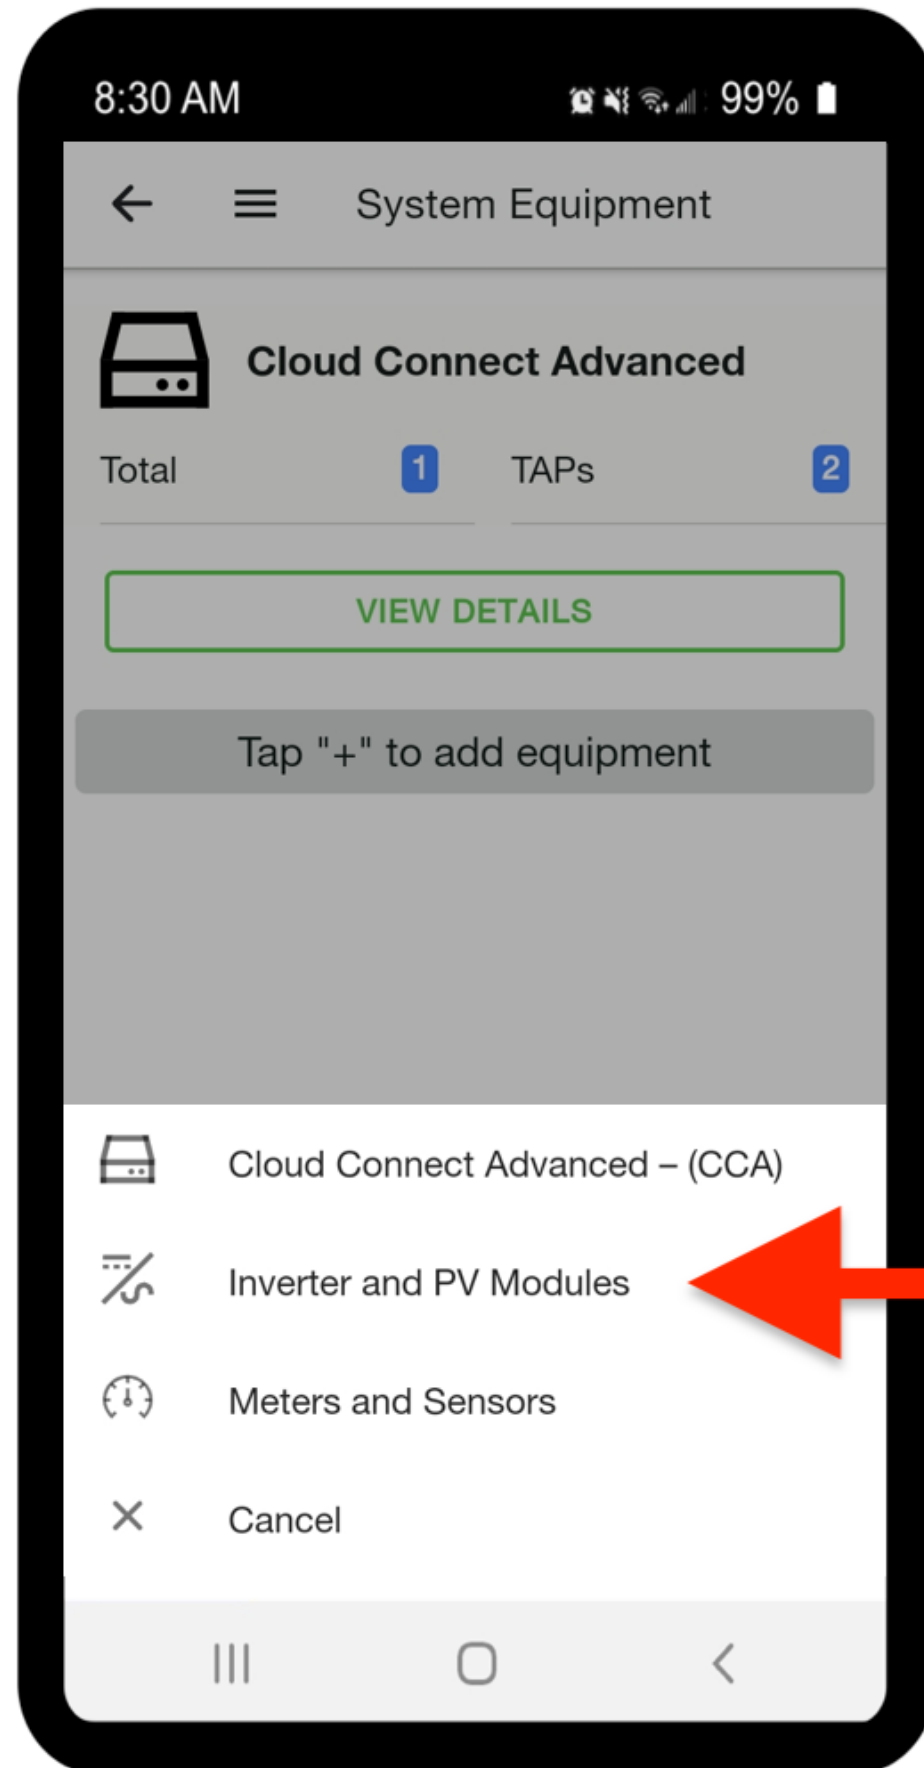 8:30 AM 99%
System Equipment
Cloud Connect Advanced
Total 1 TAPs 2
VIEW DETAILS
Tap "+" to add equipment
Cloud Connect Advanced – (CCA)
Inverter and PV Modules
Meters and Sensors
Cancel